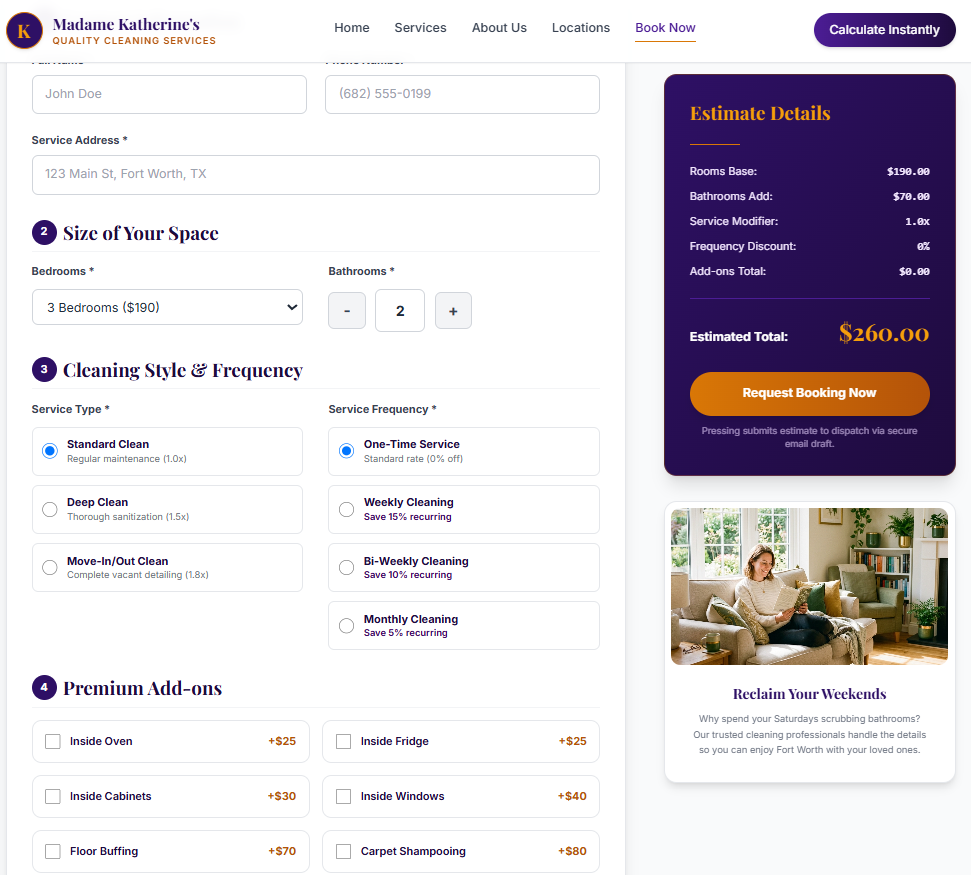 K
Madame Katherine's
QUALITY CLEANING SERVICES
Home
Services
About Us
Locations
Book Now
Calculate Instantly
John Doe
(682) 555-0199
Service Address *
123 Main St, Fort Worth, TX
2 Size of Your Space
Bedrooms *
Bathrooms *
3 Bedrooms ($190)
- 2 +
3 Cleaning Style & Frequency
Service Type *
Service Frequency *
Standard Clean
Regular maintenance (1.0x)
One-Time Service
Standard rate (0% off)
Deep Clean
Thorough sanitization (1.5x)
Weekly Cleaning
Save 15% recurring
Move-In/Out Clean
Complete vacant detailing (1.8x)
Bi-Weekly Cleaning
Save 10% recurring
Monthly Cleaning
Save 5% recurring
4 Premium Add-ons
Inside Oven +$25
Inside Fridge +$25
Inside Cabinets +$30
Inside Windows +$40
Floor Buffing +$70
Carpet Shampooing +$80
Estimate Details
Rooms Base: $190.00
Bathrooms Add: $70.00
Service Modifier: 1.0x
Frequency Discount: 0%
Add-ons Total: $0.00
Estimated Total: $260.00
Request Booking Now
Pressing submits estimate to dispatch via secure
email draft.
Reclaim Your Weekends
Why spend your Saturdays scrubbing bathrooms?
Our trusted cleaning professionals handle the details
so you can enjoy Fort Worth with your loved ones.